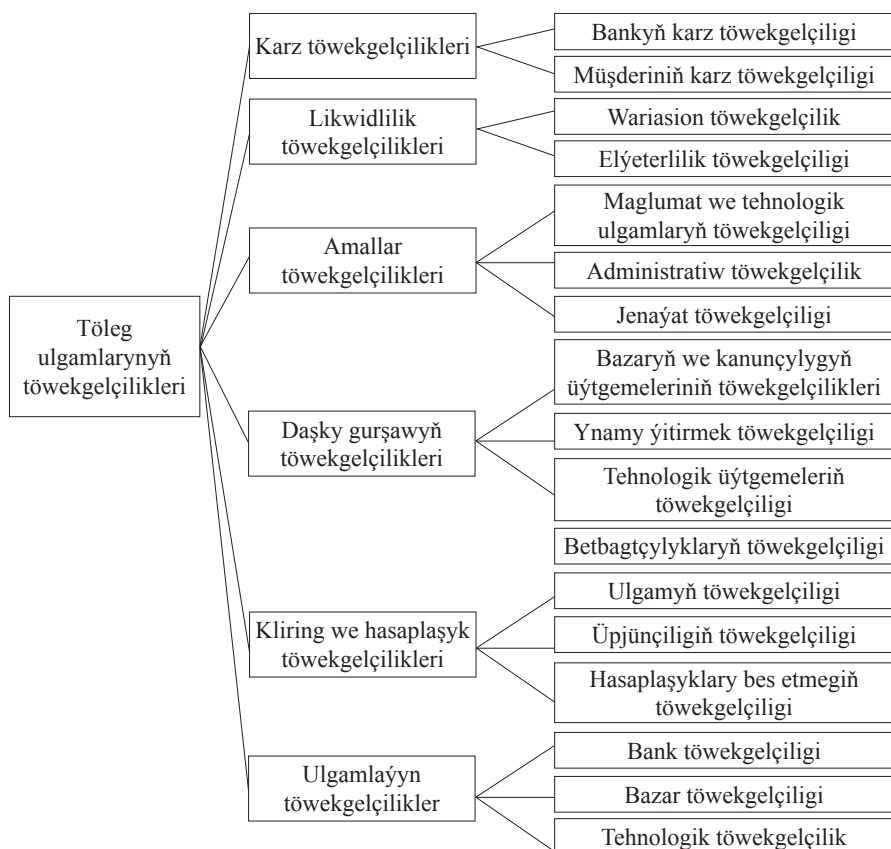 Töleg
ulgamlarynyň
töwekgelçilikleri
Karz töwekgelçilikleri
Bankyň karz töwekgelçiligi
Müşderiniň karz töwekgelçiligi
Likwidlilik
töwekgelçilikleri
Wariasion töwekgelçilik
Elýeterlilik töwekgelçiligi
Amallar
töwekgelçilikleri
Maglumat we tehnologik
ulgamlaryň töwekgelçiligi
Administratiw töwekgelçilik
Jenaýat töwekgelçiligi
Daşky gurşawyň
töwekgelçilikleri
Bazaryň we kanunçylygyň
üýtgemeleriniň töwekgelçilikleri
Ynamy ýitirmek töwekgelçiligi
Tehnologik üýtgemeleriň
töwekgelçiligi
Betbagtçylyklaryň töwekgelçiligi
Kliring we hasaplaşyk
töwekgelçilikleri
Ulgamyň töwekgelçiligi
Üpjünçiligiň töwekgelçiligi
Hasaplaşyklary bes etmegiň
töwekgelçiligi
Ulgamlaýyn
töwekgelçilikler
Bank töwekgelçiligi
Bazar töwekgelçiligi
Tehnologik töwekgelçilik